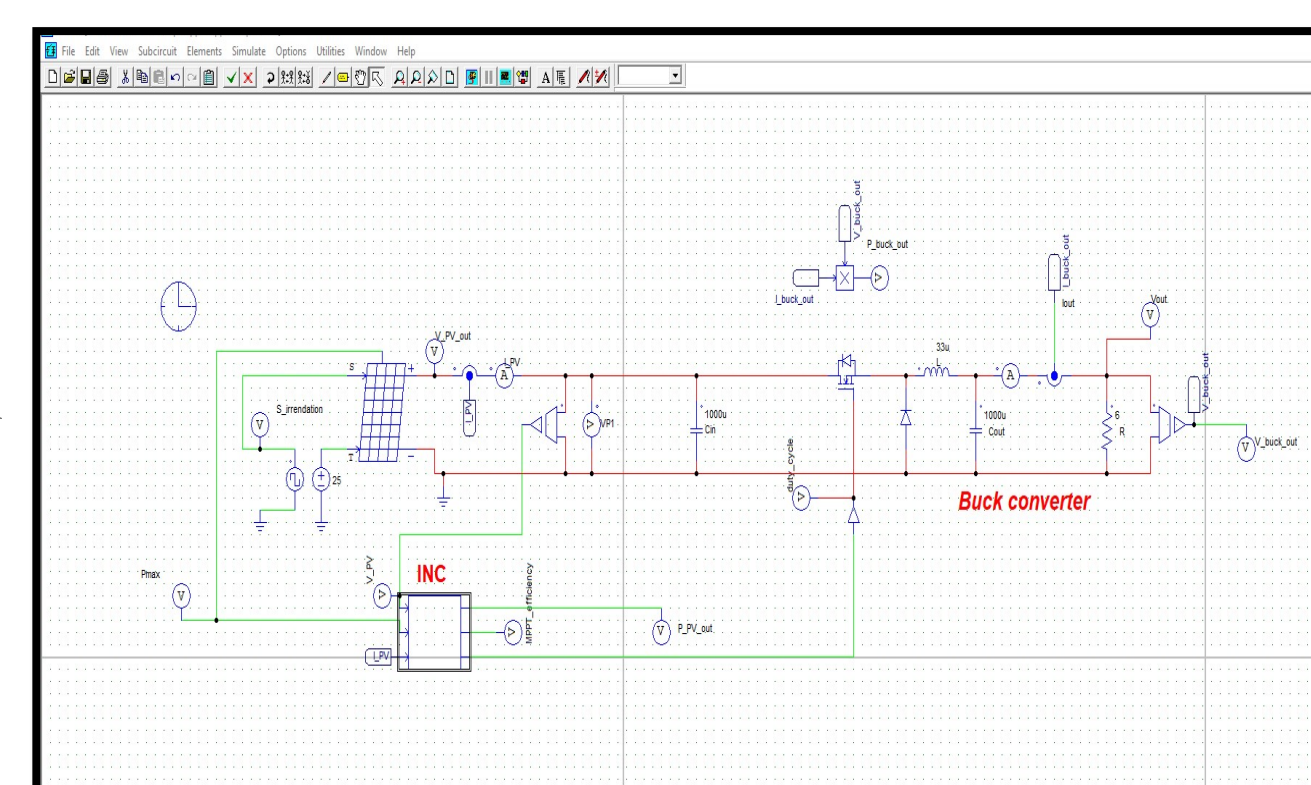 File Edit View Subcircuit Elements Simulate Options Utilities Window Help
V_buck_out
P_buck_out
I_buck_out
I_buck_out
Iout
Vout
V_PV_out
V
I_PV
A
S
+
I_PV
S_irrendation
V
T
-
25
VP1
1000u
Cin
33u
L
A
1000u
Cout
6
R
V_buck_out
V
V_buck_out
duty_cycle
Buck converter
Pmax
V
V_PV
INC
MPPT_efficiency
I_PV
V
P_PV_out